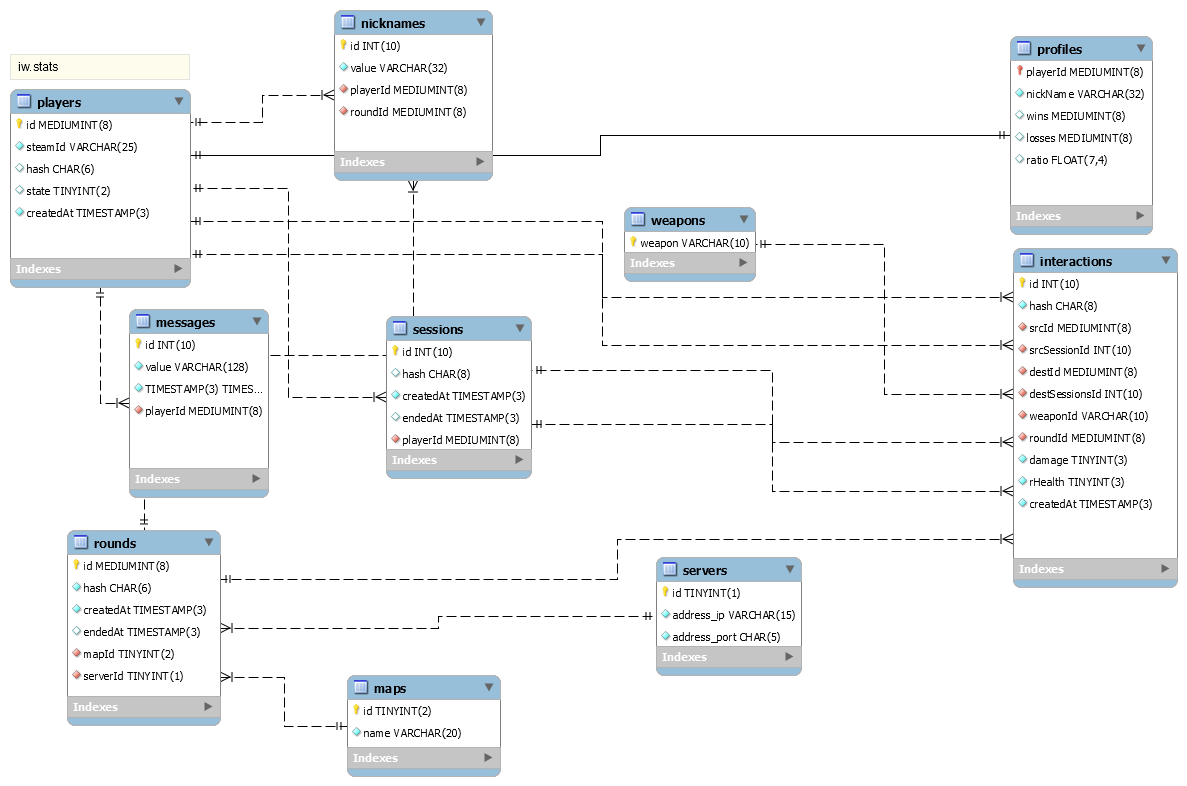 iw.stats
players
id MEDIUMINT(8)
steamId VARCHAR(25)
hash CHAR(6)
state TINYINT(2)
createdAt TIMESTAMP(3)
Indexes
nicknames
id INT(10)
value VARCHAR(32)
playerId MEDIUMINT(8)
roundId MEDIUMINT(8)
Indexes
profiles
playerId MEDIUMINT(8)
nickName VARCHAR(32)
wins MEDIUMINT(8)
losses MEDIUMINT(8)
ratio FLOAT(7,4)
Indexes
weapons
weapon VARCHAR(10)
Indexes
interactions
id INT(10)
hash CHAR(8)
srcId MEDIUMINT(8)
srcSessionId INT(10)
destId MEDIUMINT(8)
destSessionsId INT(10)
weaponId VARCHAR(10)
roundId MEDIUMINT(8)
damage TINYINT(3)
rHealth TINYINT(3)
createdAt TIMESTAMP(3)
Indexes
messages
id INT(10)
value VARCHAR(128)
TIMESTAMP(3) TIMES...
playerId MEDIUMINT(8)
Indexes
sessions
id INT(10)
hash CHAR(8)
createdAt TIMESTAMP(3)
endedAt TIMESTAMP(3)
playerId MEDIUMINT(8)
Indexes
rounds
id MEDIUMINT(8)
hash CHAR(6)
createdAt TIMESTAMP(3)
endedAt TIMESTAMP(3)
mapId TINYINT(2)
serverId TINYINT(1)
Indexes
servers
id TINYINT(1)
address_ip VARCHAR(15)
address_port CHAR(5)
Indexes
maps
id TINYINT(2)
name VARCHAR(20)
Indexes